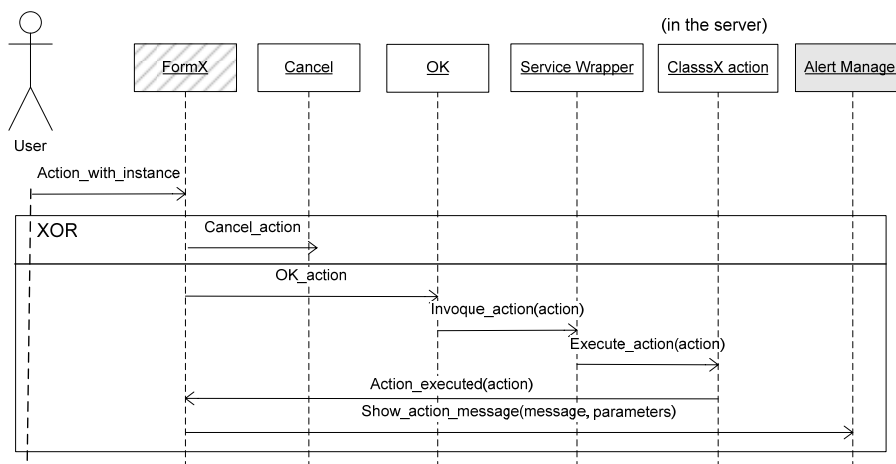 (in the server)
FormX
Cancel
OK
Service Wrapper
ClasssX action
Alert Manage
User
Action_with_instance
XOR
Cancel_action
OK_action
Invoque_action(action)
Execute_action(action)
Action_executed(action)
Show_action_message(message, parameters)